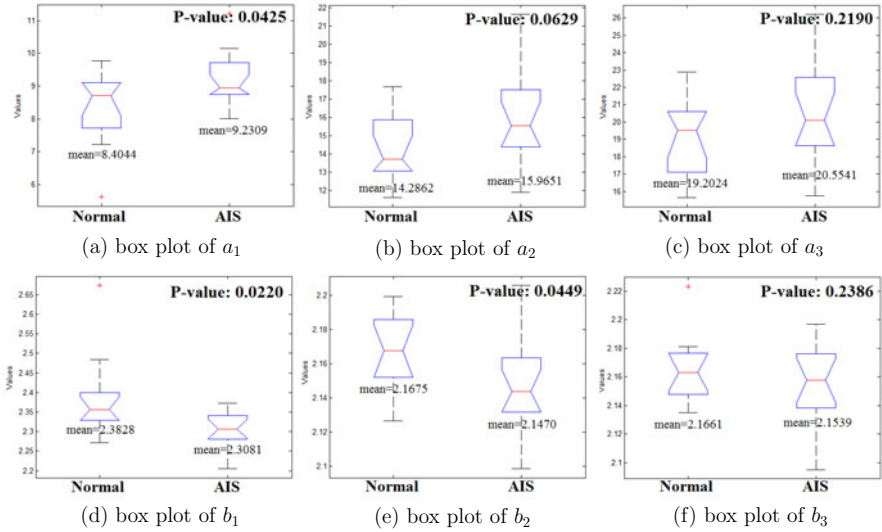 P-value: 0.0425
11
10
9
8
7
6
Values
mean=8.4044
mean=9.2309
Normal AIS
(a) box plot of a1
P-value: 0.0629
22
21
20
19
18
17
16
15
14
13
12
mean=14.2862
mean=15.9651
Normal AIS
(b) box plot of a2
P-value: 0.2190
26
25
24
23
22
21
20
19
18
17
16
Values
mean=19.2024
mean=20.5541
Normal AIS
(c) box plot of a3
P-value: 0.0220
2.65
2.6
2.55
2.5
2.45
2.4
2.35
2.3
2.25
2.2
Values
mean=2.3828
mean=2.3081
Normal AIS
(d) box plot of b1
P-value: 0.0449
2.2
2.18
2.16
2.14
2.12
2.1
Values
mean=2.1675
mean=2.1470
Normal AIS
(e) box plot of b2
P-value: 0.2386
2.22
2.2
2.18
2.16
2.14
2.12
2.1
Values
mean=2.1661
mean=2.1539
Normal AIS
(f) box plot of b3